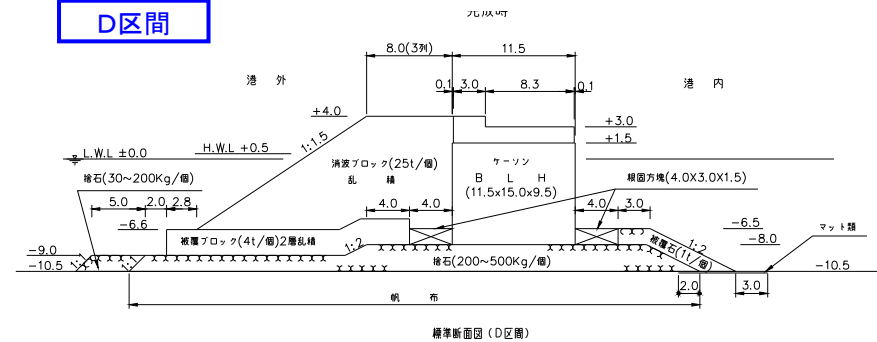 D区間
完成時
8.0(3列)
11.5
港 外
港 内
0.1
3.0
8.3
0.1
+4.0
+3.0
+1.5
1:1.5
L.W.L ±0.0
H.W.L +0.5
消波ブロック(25t/個)
乱 積
ケーソン
B L H
(11.5x15.0x9.5)
捨石(30～200Kg/個)
根固方塊(4.0X3.0X1.5)
5.0
2.0
2.8
4.0
4.0
4.0
3.0
-6.6
-6.5
-8.0
マット類
被覆ブロック(4t/個)2層乱積
1:2
1:2
被覆石(1t/個)
-9.0
-10.5
1:1
1:1
捨石(200～500Kg/個)
-10.5
帆 布
2.0
3.0
標準断面図(D区間)